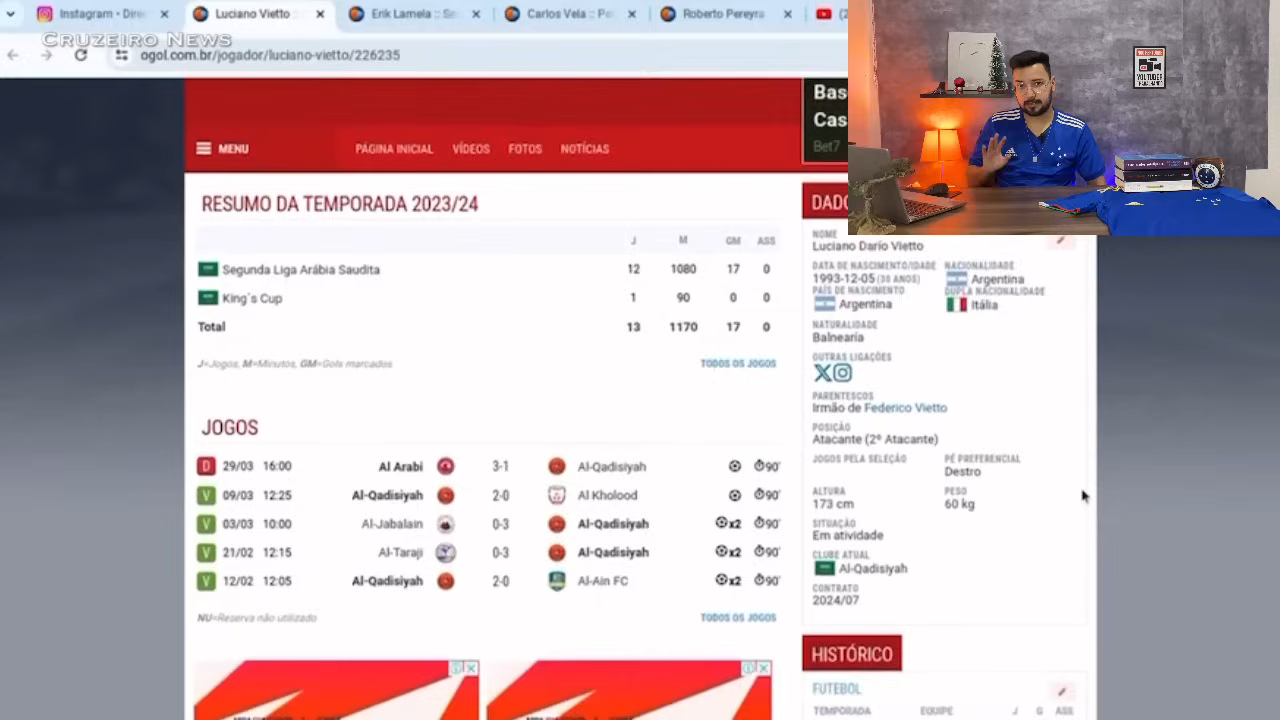 Instagram • Dire
Luciano Vietto ::
Erik Lamela :: Se
Carlos Vela :: Pe
Roberto Pereyra
(2
CRUZEIRO NEWS
ogol.com.br/jogador/luciano-vietto/226235
Bas
Cas
Bet7
MENU
PÁGINA INICIAL VÍDEOS FOTOS NOTÍCIAS
RESUMO DA TEMPORADA 2023/24
J M GM ASS
Segunda Liga Arábia Saudita 12 1080 17 0
King´s Cup 1 90 0 0
Total 13 1170 17 0
J=Jogos, M=Minutos, GM=Gols marcados
TODOS OS JOGOS
JOGOS
D 29/03 16:00 Al Arabi 3-1 Al-Qadisiyah 90'
V 09/03 12:25 Al-Qadisiyah 2-0 Al Kholood 90'
V 03/03 10:00 Al-Jabalain 0-3 Al-Qadisiyah x2 90'
V 21/02 12:15 Al-Taraji 0-3 Al-Qadisiyah x2 90'
V 12/02 12:05 Al-Qadisiyah 2-0 Al-Ain FC x2 90'
NU=Reserva não utilizado
TODOS OS JOGOS
DADO
NOME
Luciano Darío Vietto
DATA DE NASCIMENTO/IDADE
1993-12-05 (30 ANOS)
NACIONALIDADE
Argentina
PAÍS DE NASCIMENTO
Argentina
DUPLA NACIONALIDADE
Itália
NATURALIDADE
Balnearia
OUTRAS LIGAÇÕES
PARENTESCOS
Irmão de Federico Vietto
POSIÇÃO
Atacante (2º Atacante)
JOGOS PELA SELEÇÃO
PÉ PREFERENCIAL
Destro
ALTURA
173 cm
PESO
60 kg
SITUAÇÃO
Em atividade
CLUBE ATUAL
Al-Qadisiyah
CONTRATO
2024/07
HISTÓRICO
FUTEBOL
TEMPORADA EQUIPE J G ASS